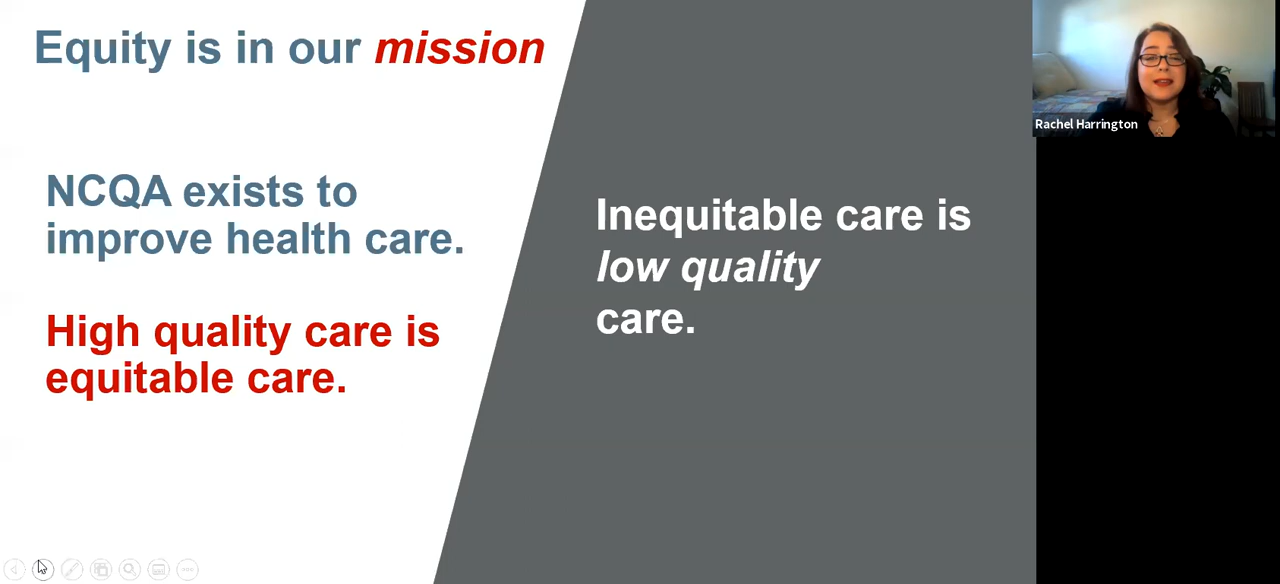 Equity is in our mission
NCQA exists to
improve health care.
High quality care is
equitable care.
Inequitable care is
low quality
care.
Rachel Harrington